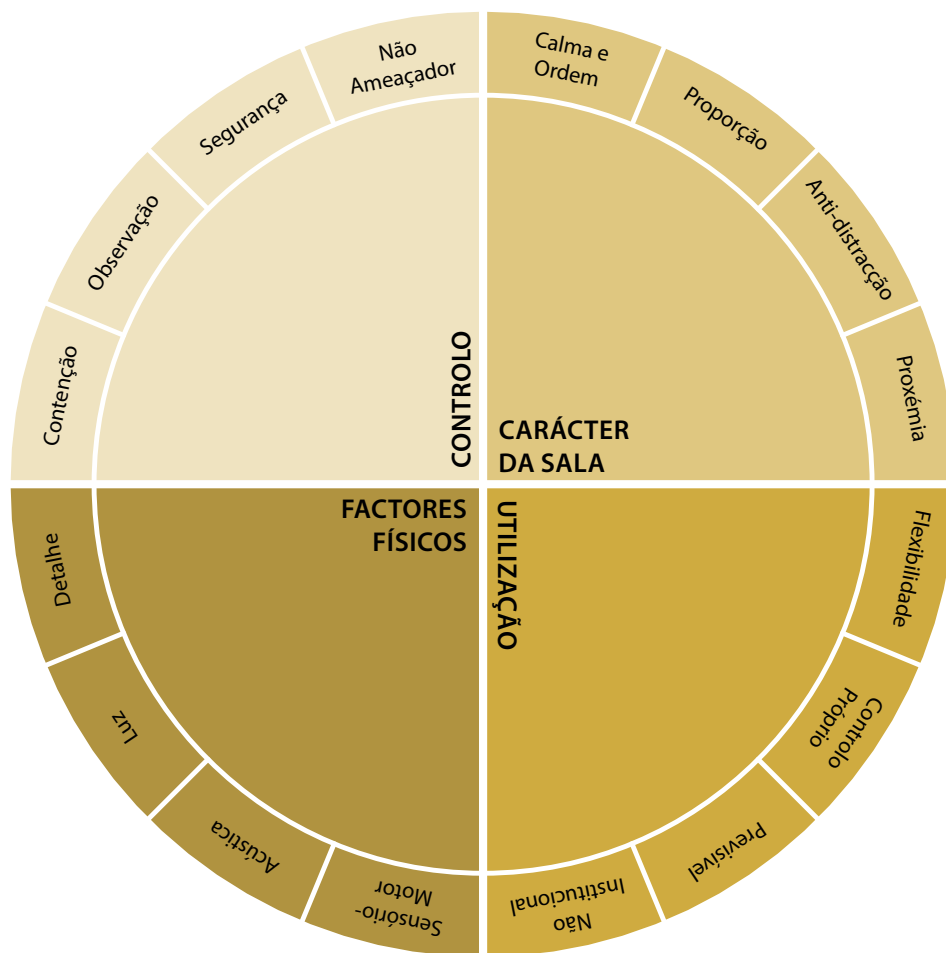 Não
Ameaçador
Segurança
Observação
Contenção
CONTROLO
Calma e
Ordem
Proporção
Anti-distracção
Proxémia
CARÁCTER
DA SALA
UTILIZAÇÃO
Flexibilidade
Controlo
Próprio
Previsível
Não
Institucional
FACTORES
FÍSICOS
Sensório-
Motor
Acústica
Luz
Detalhe